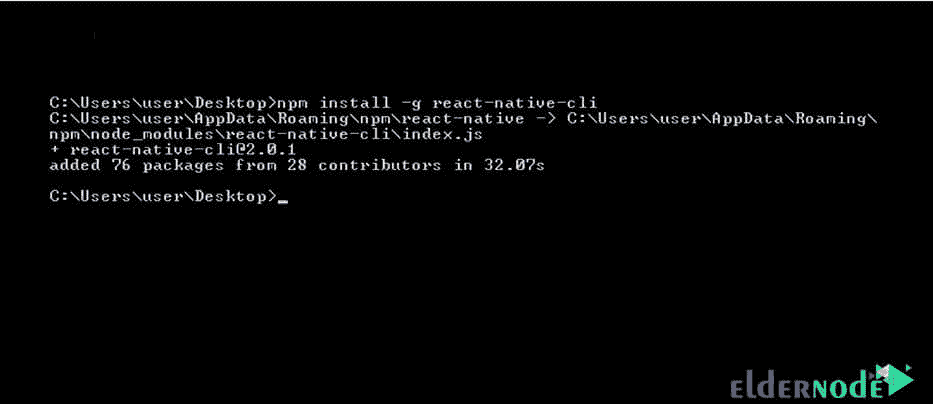 C:\Users\user\Desktop>npm install -g react-native-cli
C:\Users\user\AppData\Roaming\npm\react-native -> C:\Users\user\AppData\Roaming\
npm\node_modules\react-native-cli\index.js
+ react-native-cli@2.0.1
added 76 packages from 28 contributors in 32.07s
C:\Users\user\Desktop>_
elderNode